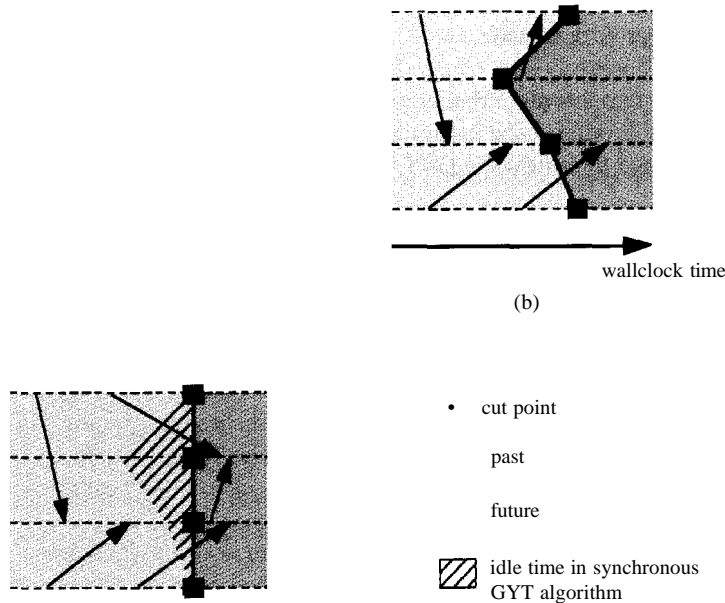 wallclock time
(b)
• cut point
past
future
idle time in synchronous
GYT algorithm